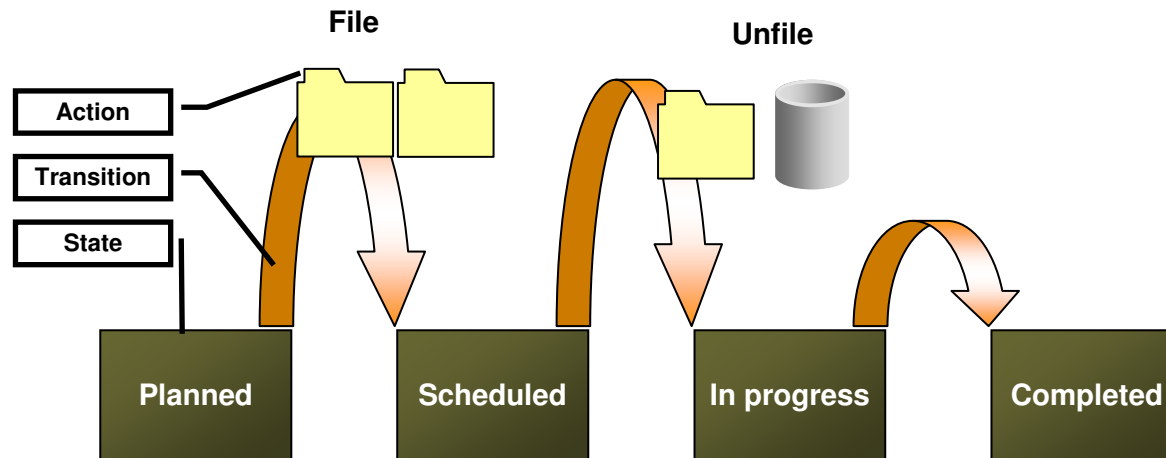 File
Unfile
Action
Transition
State
Planned
Scheduled
In progress
Completed